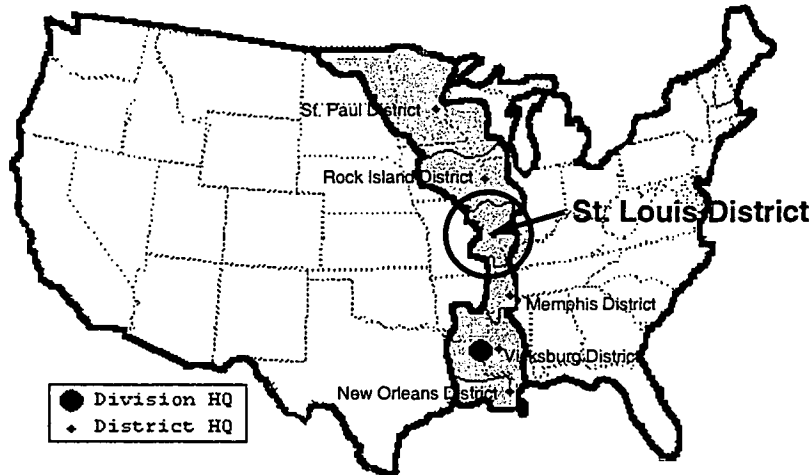 St. Paul District
Rock Island District
St. Louis District
Memphis District
Vicksburg District
New Orleans District
Division HQ
District HQ